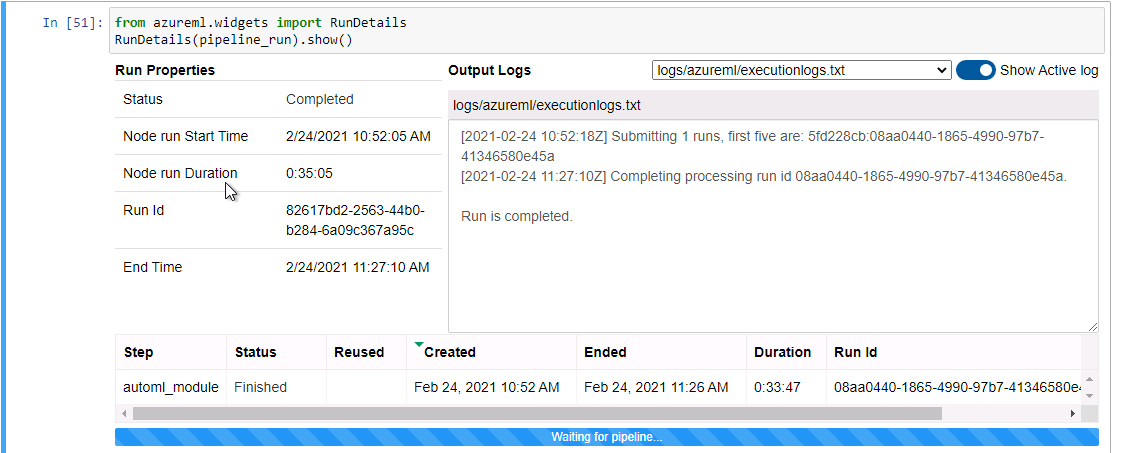 In [51]:
from azureml.widgets import RunDetails
RunDetails(pipeline_run).show()
Run Properties
Status Completed
Node run Start Time 2/24/2021 10:52:05 AM
Node run Duration 0:35:05
Run Id 82617bd2-2563-44b0-
b284-6a09c367a95c
End Time 2/24/2021 11:27:10 AM
Output Logs logs/azureml/executionlogs.txt Show Active log
logs/azureml/executionlogs.txt
[2021-02-24 10:52:18Z] Submitting 1 runs, first five are: 5fd228cb:08aa0440-1865-4990-97b7-
41346580e45a
[2021-02-24 11:27:10Z] Completing processing run id 08aa0440-1865-4990-97b7-41346580e45a.
Run is completed.
Step Status Reused Created Ended Duration Run Id
automl_module Finished Feb 24, 2021 10:52 AM Feb 24, 2021 11:26 AM 0:33:47 08aa0440-1865-4990-97b7-41346580e4
Waiting for pipeline...